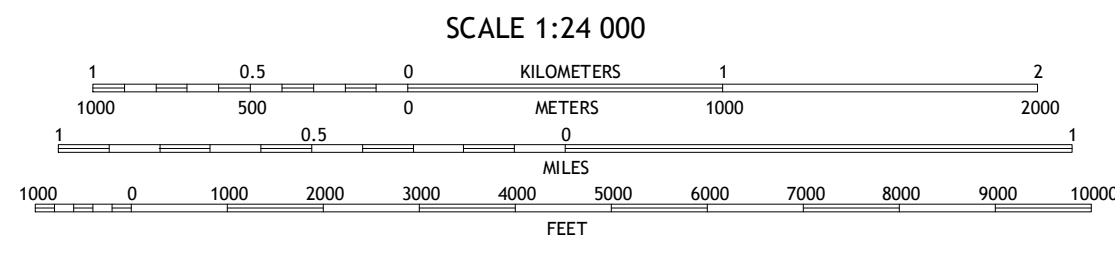 SCALE 1:24 000
1 0.5 0 KILOMETERS 1 2
1000 500 0 METERS 1000 2000
1 0.5 0 1
MILES
1000 0 1000 2000 3000 4000 5000 6000 7000 8000 9000 10000
FEET